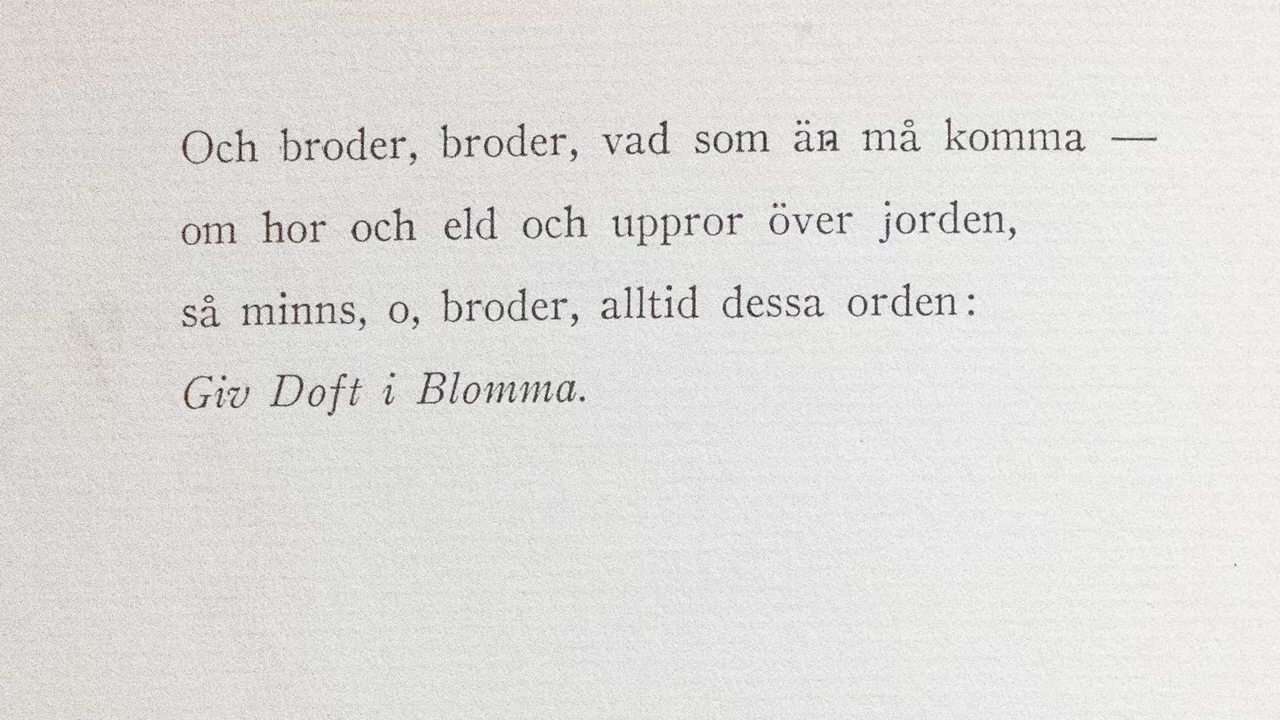 Och broder, broder, vad som än må komma —
om hor och eld och uppror över jorden,
så minns, o, broder, alltid dessa orden:
Giv Doft i Blomma.